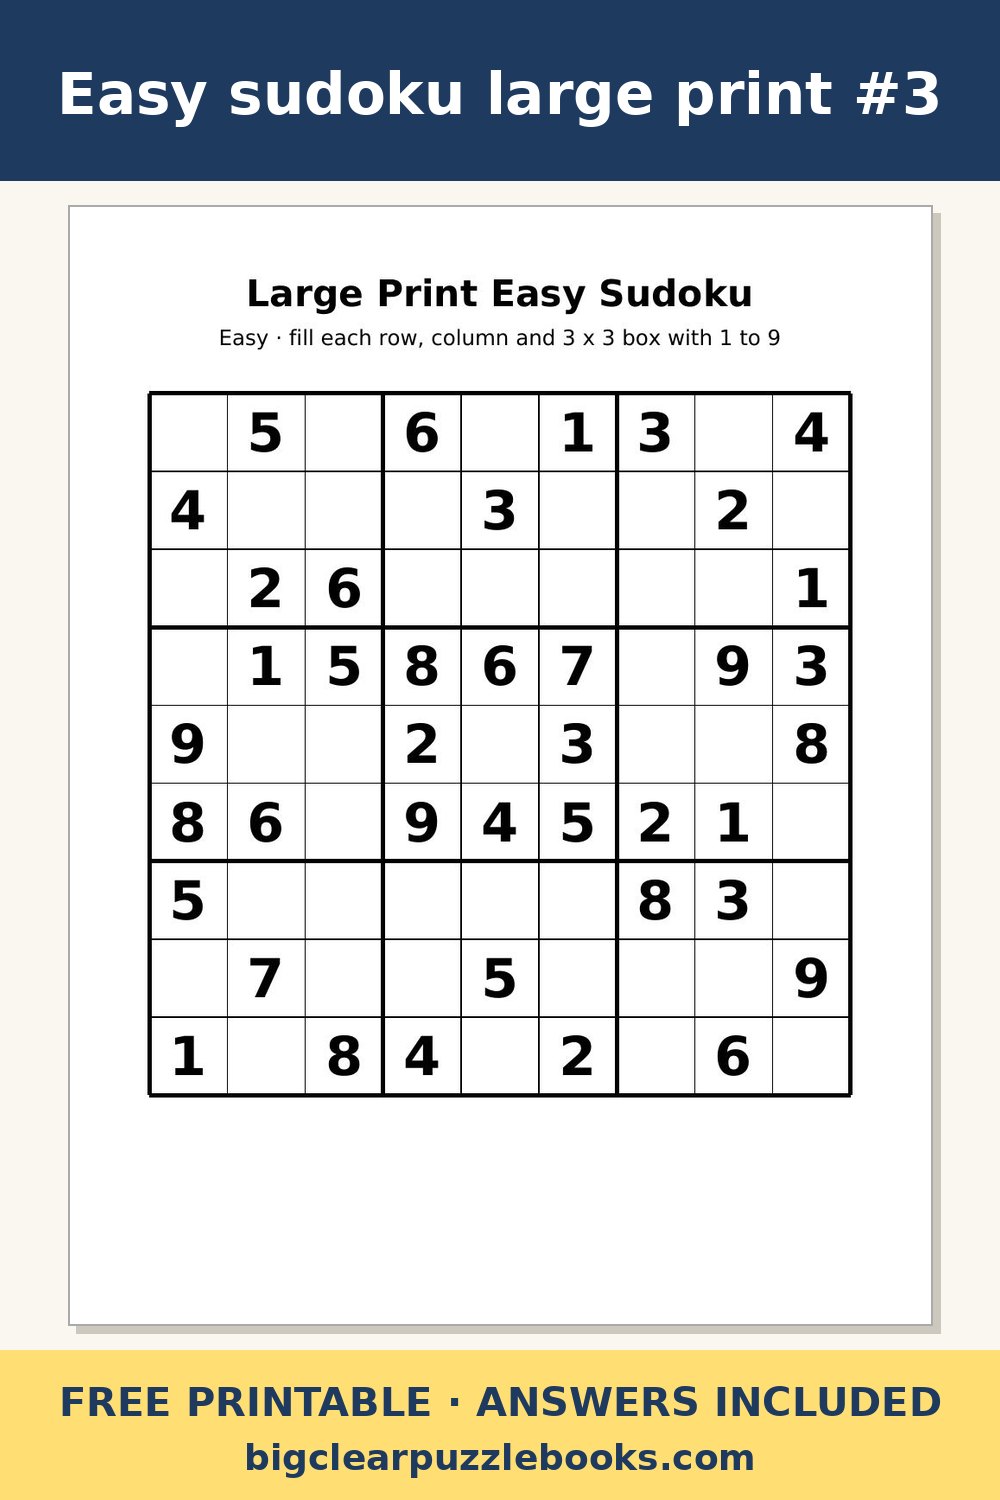 Easy sudoku large print #3
Large Print Easy Sudoku
Easy · fill each row, column and 3 x 3 box with 1 to 9
5 6 1 3 4
4 3 2
2 6 1
1 5 8 6 7 9 3
9 2 3 8
8 6 9 4 5 2 1
5 8 3
7 5 9
1 8 4 2 6
FREE PRINTABLE · ANSWERS INCLUDED
bigclearpuzzlebooks.com